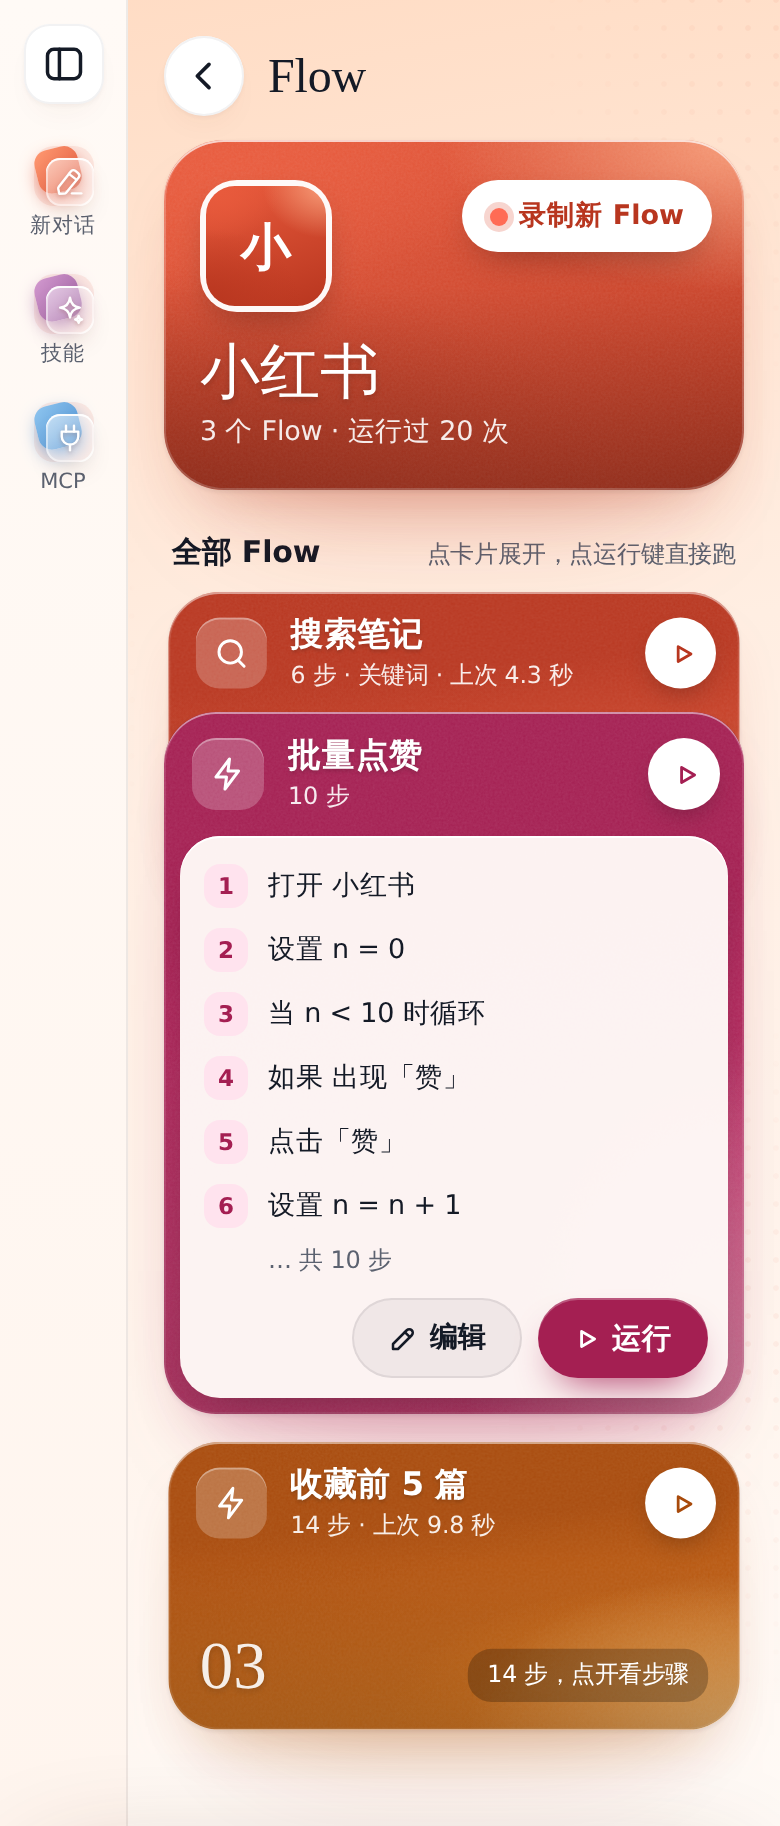 Flow
新对话
技能
MCP
小
录制新 Flow
小红书
3 个 Flow · 运行过 20 次
全部 Flow
点卡片展开，点运行键直接跑
搜索笔记
6 步 · 关键词 · 上次 4.3 秒
批量点赞
10 步
1 打开 小红书
2 设置 n = 0
3 当 n < 10 时循环
4 如果 出现「赞」
5 点击「赞」
6 设置 n = n + 1
... 共 10 步
编辑
运行
收藏前 5 篇
14 步 · 上次 9.8 秒
03
14 步，点开看步骤